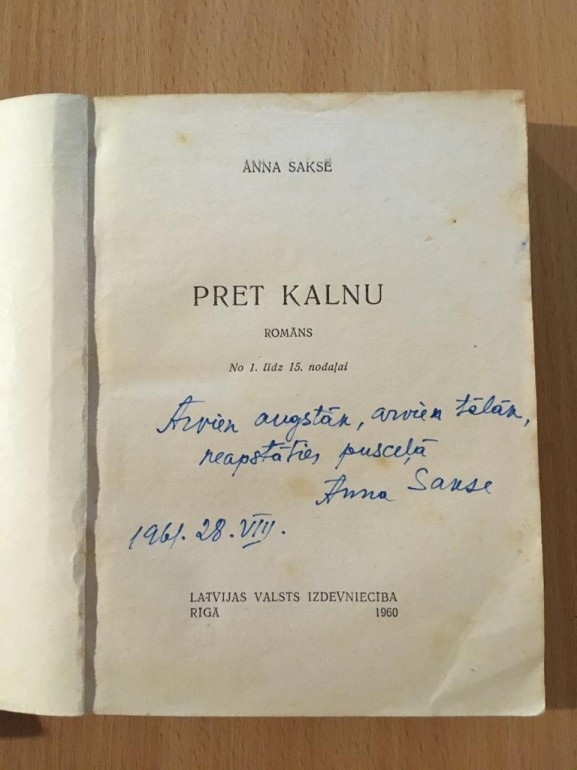 ANNA SAKSE
PRET KALNU
ROMĀNS
No 1. līdz 15. nodaļai
Arvien augstāk, arvien tālāk,
neapstāties pusceļā
Anna Sakse
1961. 28. VIII.
LATVIJAS VALSTS IZDEVNIECĪBA
RĪGĀ 1960